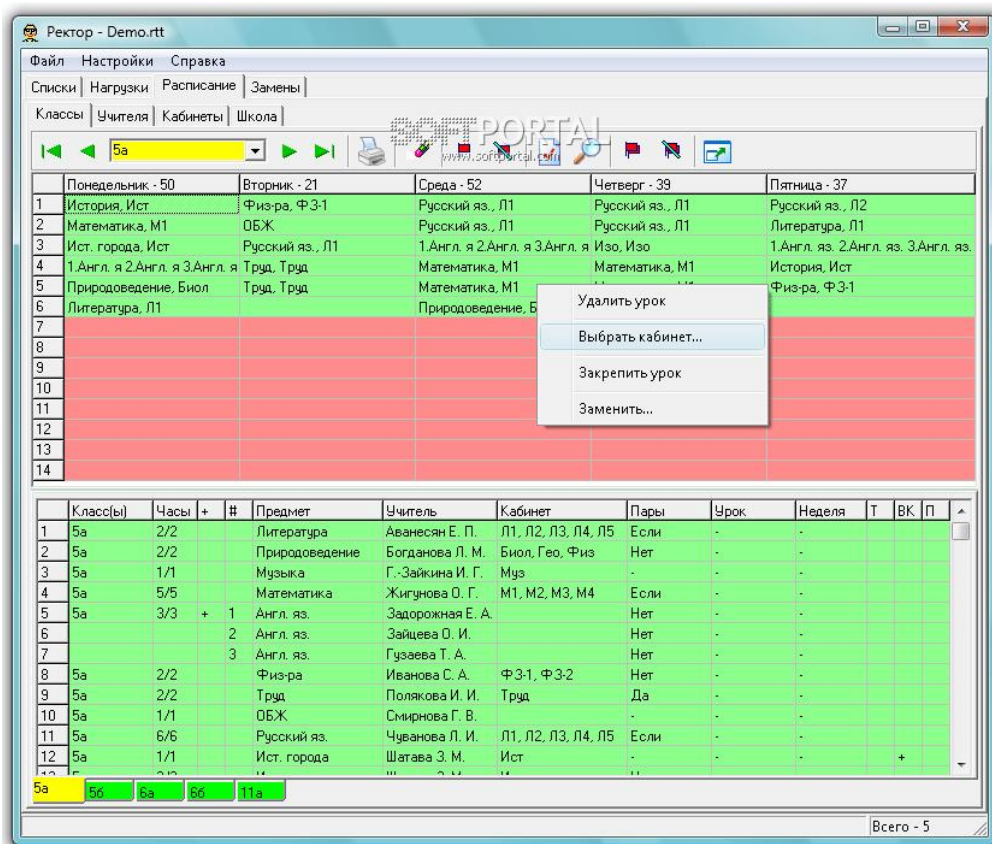 Ректор - Demo.rtt
Файл Настройки Справка
Списки Нагрузки Расписание Замены
Классы Учителя Кабинеты Школа
5а
SOFTPORTAL
www.softportal.com
Понедельник - 50 Вторник - 21 Среда - 52 Четверг - 39 Пятница - 37
1 История, Ист Физ-ра, ФЗ-1 Русский яз., Л1 Русский яз., Л1 Русский яз., Л2
2 Математика, М1 ОБЖ Русский яз., Л1 Русский яз., Л1 Литература, Л1
3 Ист. города, Ист Русский яз., Л1 1.Англ. я 2.Англ. я 3.Англ. я Изо, Изо 1.Англ. яз. 2.Англ. яз. 3.Англ. яз.
4 1.Англ. я 2.Англ. я 3.Англ. я Труд, Труд Математика, М1 Математика, М1 История, Ист
5 Природоведение, Биол Труд, Труд Математика, М1 Физ-ра, ФЗ-1
6 Литература, Л1 Природоведение, Б
7
8
9
10
11
12
13
14
Удалить урок
Выбрать кабинет...
Закрепить урок
Заменить...
Класс(ы) Часы + # Предмет Учитель Кабинет Пары Урок Неделя Т ВК П
1 5а 2/2 Литература Аванесян Е. П. Л1, Л2, Л3, Л4, Л5 Если - -
2 5а 2/2 Природоведение Богданова Л. М. Биол, Гео, Физ Нет - -
3 5а 1/1 Музыка Г.-Зайкина И. Г. Муз - - -
4 5а 5/5 Математика Жигунова О. Г. М1, М2, М3, М4 Если - -
5 5а 3/3 + 1 Англ. яз. Задорожная Е. А. Нет - -
6 2 Англ. яз. Зайцева О. И. Нет - -
7 3 Англ. яз. Гузаева Т. А. Нет - -
8 5а 2/2 Физ-ра Иванова С. А. ФЗ-1, ФЗ-2 Нет - -
9 5а 2/2 Труд Полякова И. И. Труд Да - -
10 5а 1/1 ОБЖ Смирнова Г. В. - - -
11 5а 6/6 Русский яз. Чуванова Л. И. Л1, Л2, Л3, Л4, Л5 Если - -
12 5а 1/1 Ист. города Шатава З. М. Ист - - - +
5а 5б 6а 6б 11а
Всего - 5